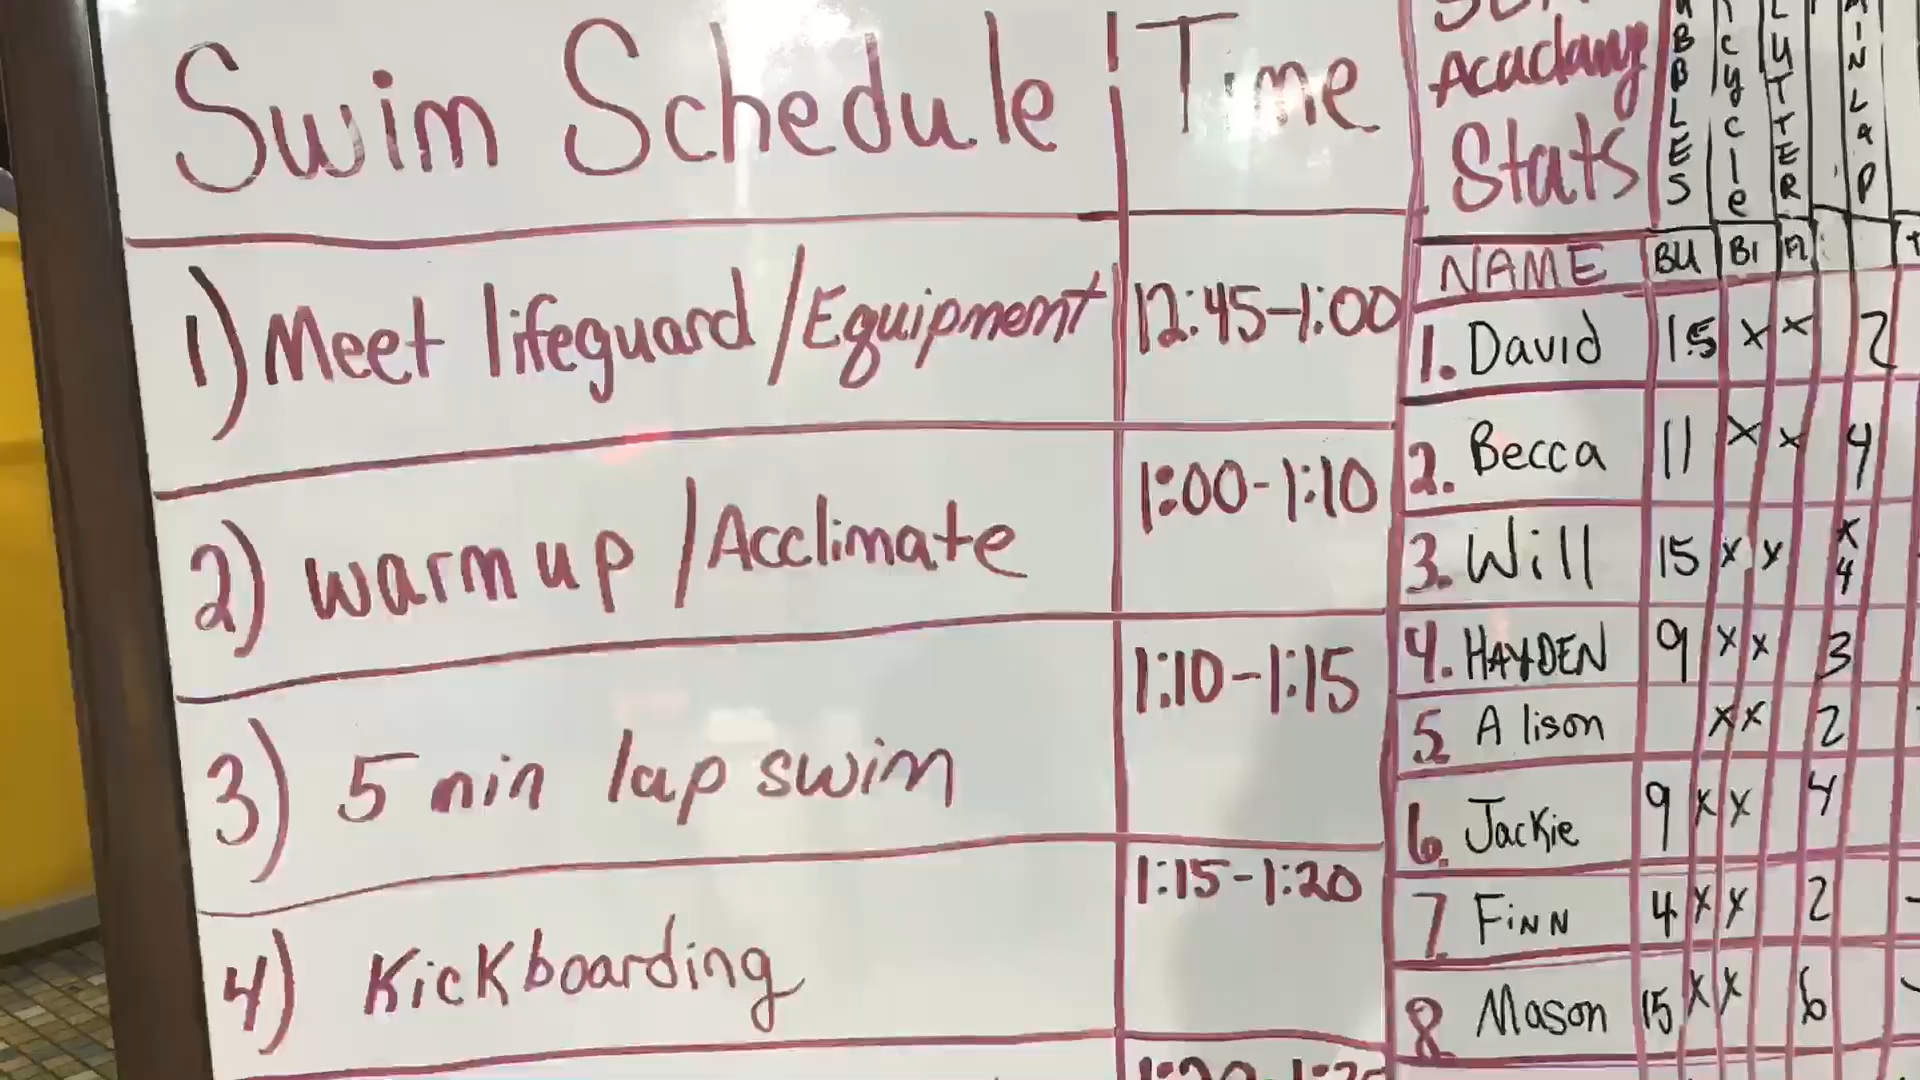 Swim Schedule Time
1) Meet lifeguard/Equipment 12:45-1:00
2) warm up/Acclimate 1:00-1:10
3) 5 min lap swim 1:10-1:15
4) Kickboarding 1:15-1:20
Acadamy
Stats
NAME BU BI
1. David 15 x x 2
2. Becca 11 x x 4
3. Will 15 x x x 4
4. HAYDEN 9 x x 3
5. Alison x x 2
6. Jackie 9 x x 4
7. FiNN 4 x x 2
8. Mason 15 x x 6